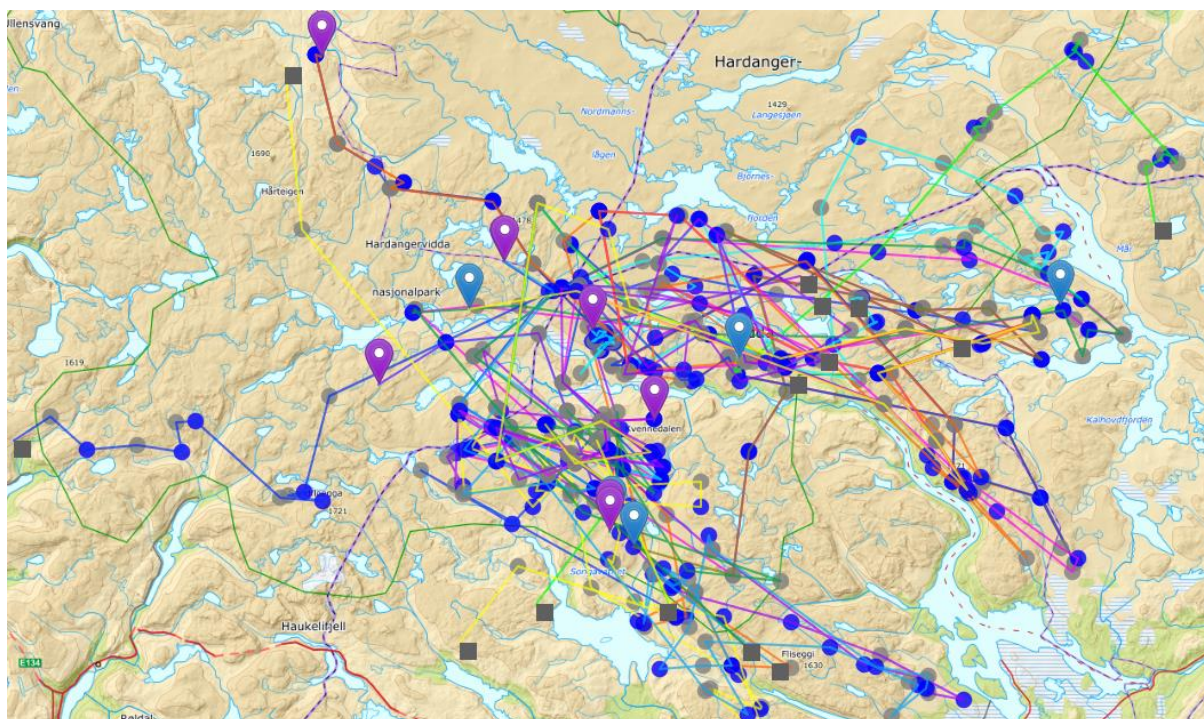 Ullensvang
Hardanger-
Nordmanns-
lågen
1429
Langesjøen
1690
Hårteigen
Bjornes-
fjorden
Hardangervidda
nasjonalpark
Mår
1619
Kalhovdfjorden
Kvennedalen
1721
Haukelifjell
Fliseggi
1630
E134